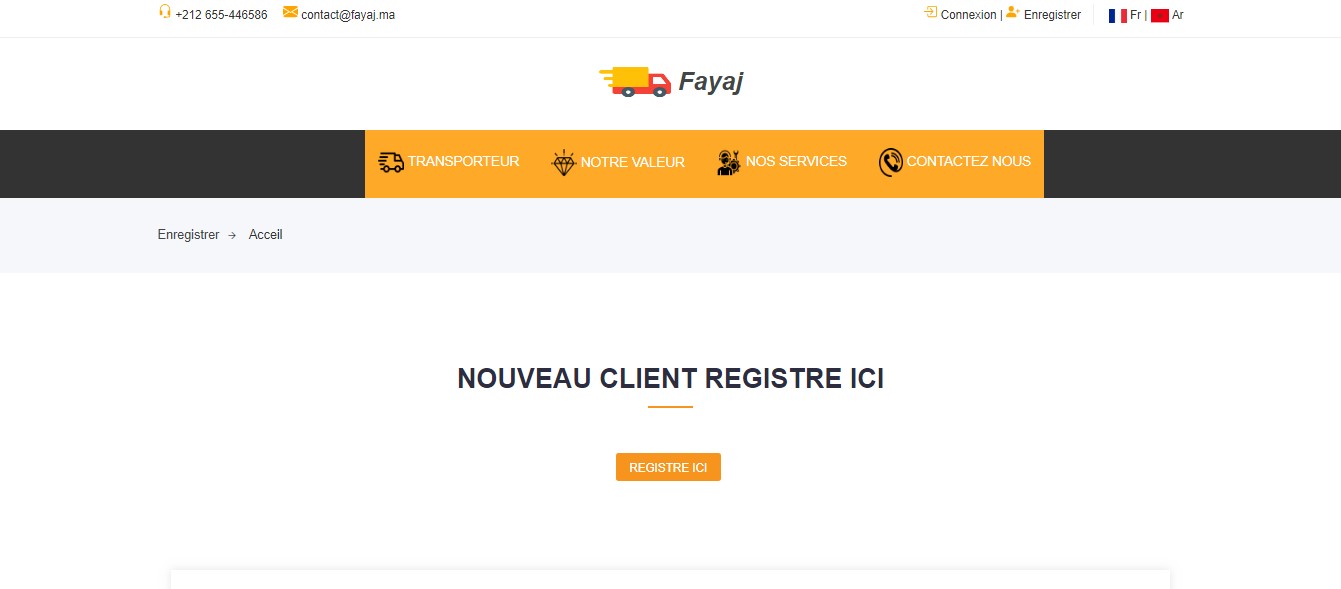 +212 655-446586 contact@fayaj.ma Connexion | Enregistrer Fr | Ar
Fayaj
TRANSPORTEUR NOTRE VALEUR NOS SERVICES CONTACTEZ NOUS
Enregistrer → Acceil
NOUVEAU CLIENT REGISTRE ICI
REGISTRE ICI